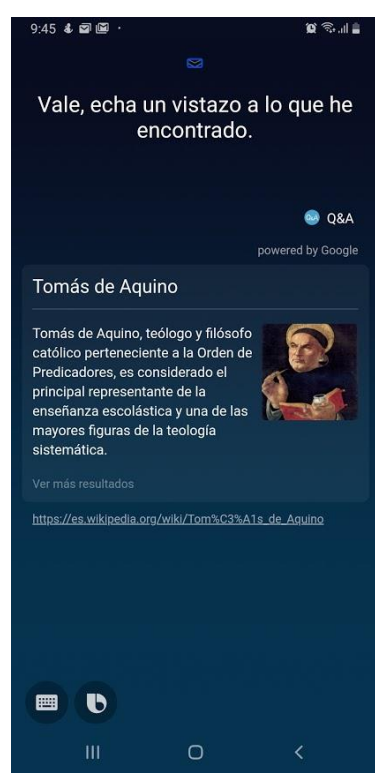 9:45
Vale, echa un vistazo a lo que he
encontrado.
Q&A
Q&A
powered by Google
Tomás de Aquino
Tomás de Aquino, teólogo y filósofo
católico perteneciente a la Orden de
Predicadores, es considerado el
principal representante de la
enseñanza escolástica y una de las
mayores figuras de la teología
sistemática.
Ver más resultados
https://es.wikipedia.org/wiki/Tom%C3%A1s_de_Aquino